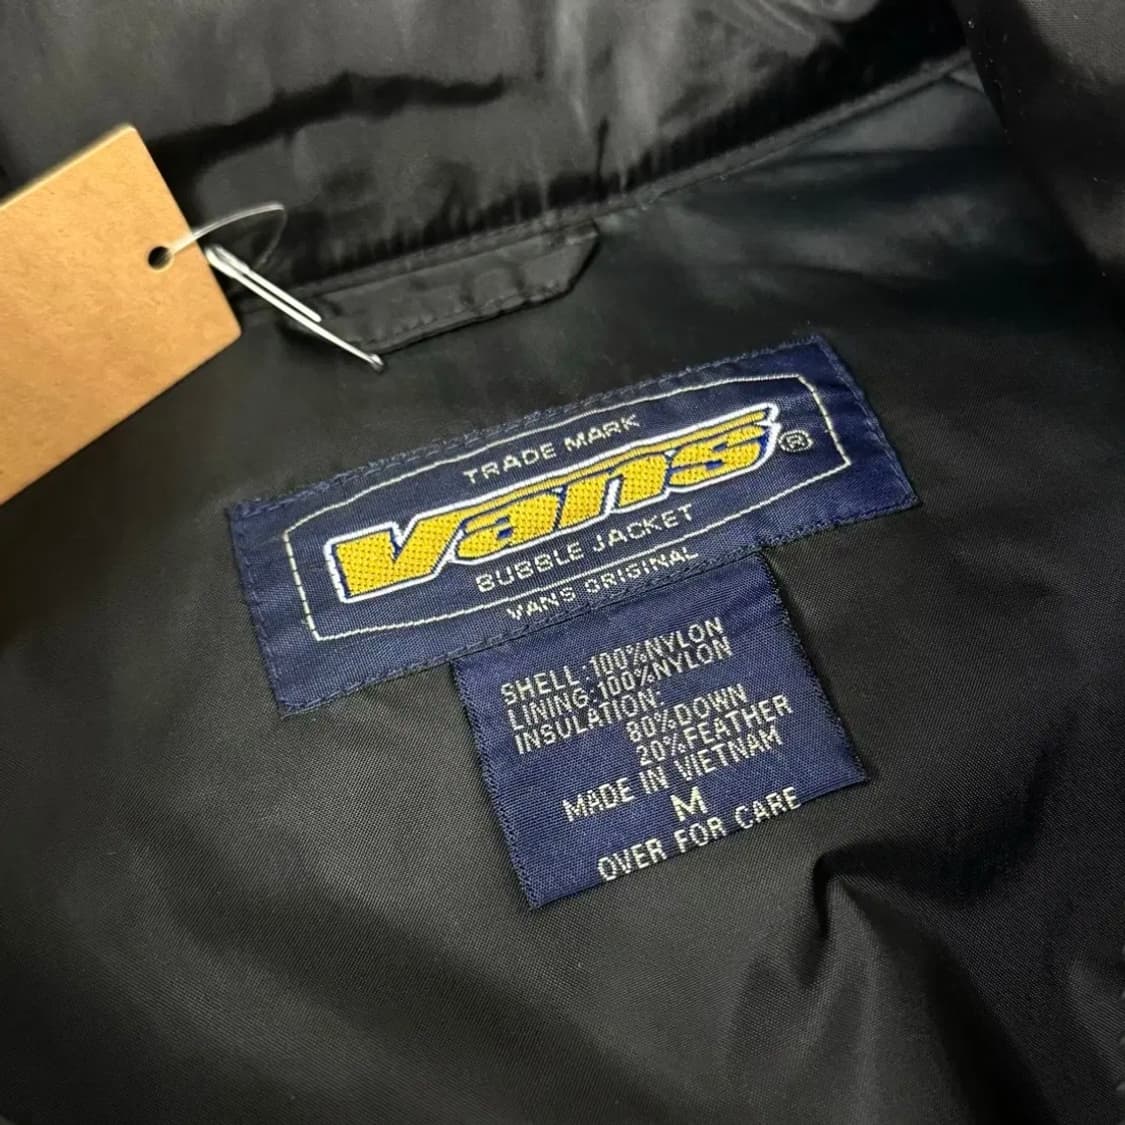 TRADE MARK
Vans ®
BUBBLE JACKET
VANS ORIGINAL
SHELL:100%NYLON
LINING:100%NYLON
INSULATION:
80%DOWN
20%FEATHER
MADE IN VIETNAM
M
OVER FOR CARE